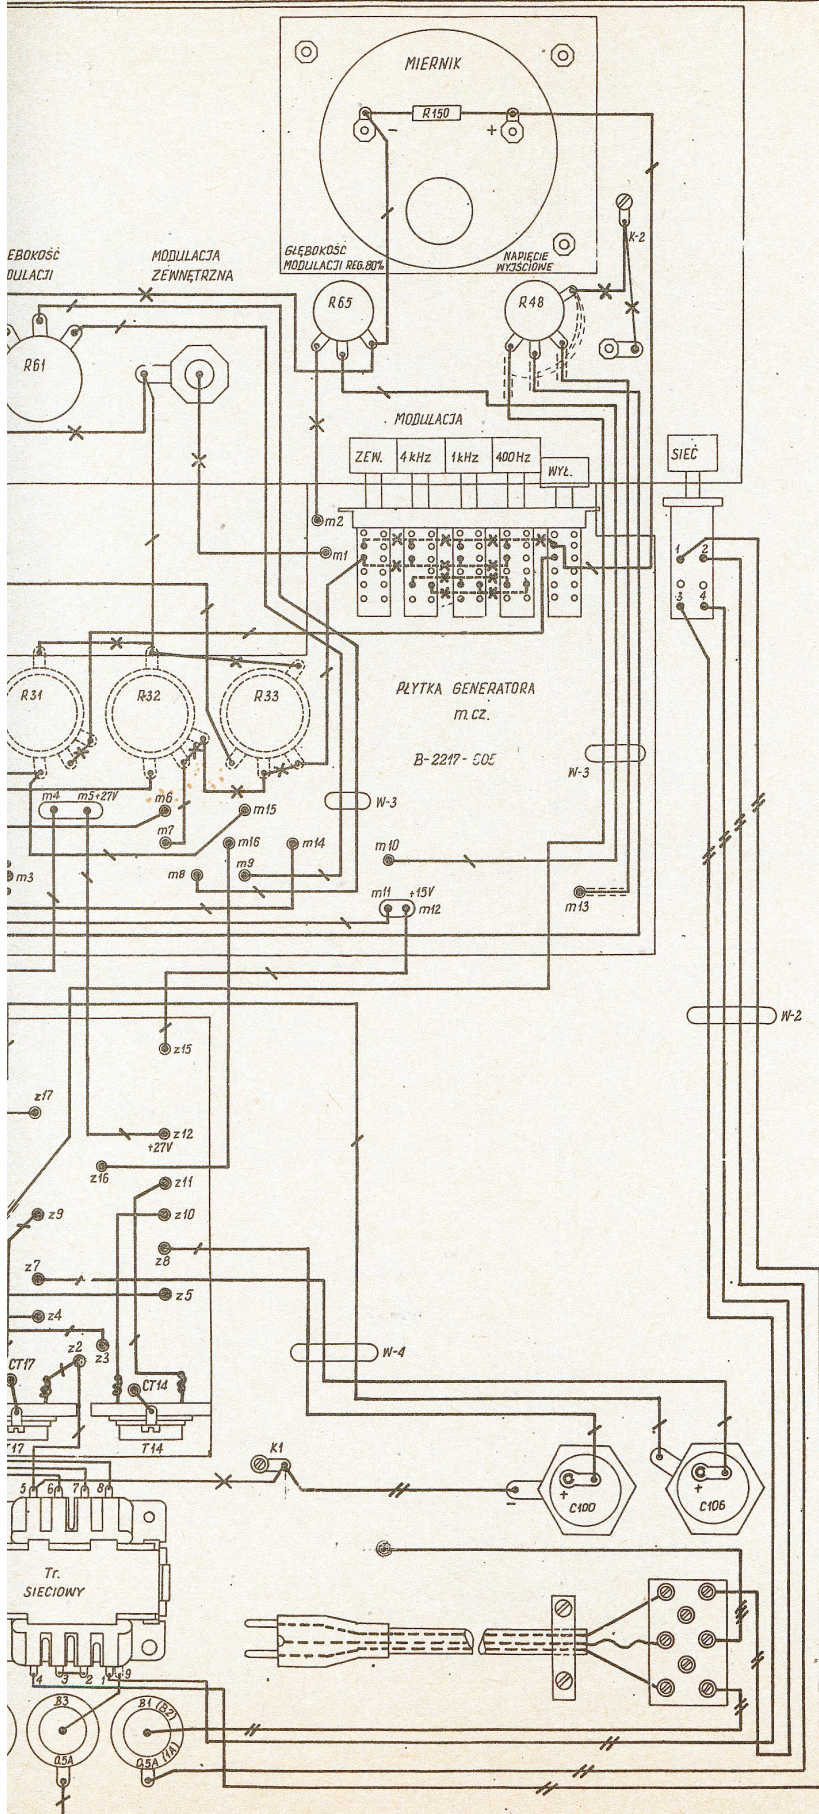 MIERNIK
R150
-
+
K-2
ĘBOKOŚĆ
DULACJI
MODULACJA
ZEWNĘTRZNA
GŁĘBOKOŚĆ
MODULACJI REG.80%
NAPIĘCIE
WYJŚCIOWE
R61
R65
R48
MODULACJA
ZEW.
4kHz
1kHz
400Hz
WYŁ.
SIEĆ
m2
m1
1
2
3
4
R31
R32
R33
PŁYTKA GENERATORA
m.cz.
B-2217-
W-3
W-3
m4
m5+27V
m6
m15
m7
m16
m14
m10
m3
m8
m9
m11
+15V
m12
m13
W-2
z15
z17
z12
+27V
z16
z11
z9
z10
z8
z7
z5
z4
z3
z2
W-4
CT17
CT14
T17
T14
K1
5
6
7
8
-
+
C100
+
C106
Tr.
SIECIOWY
4
3
2
1
9
B3
0,5A
B1 (B2)
0,5A (1A)